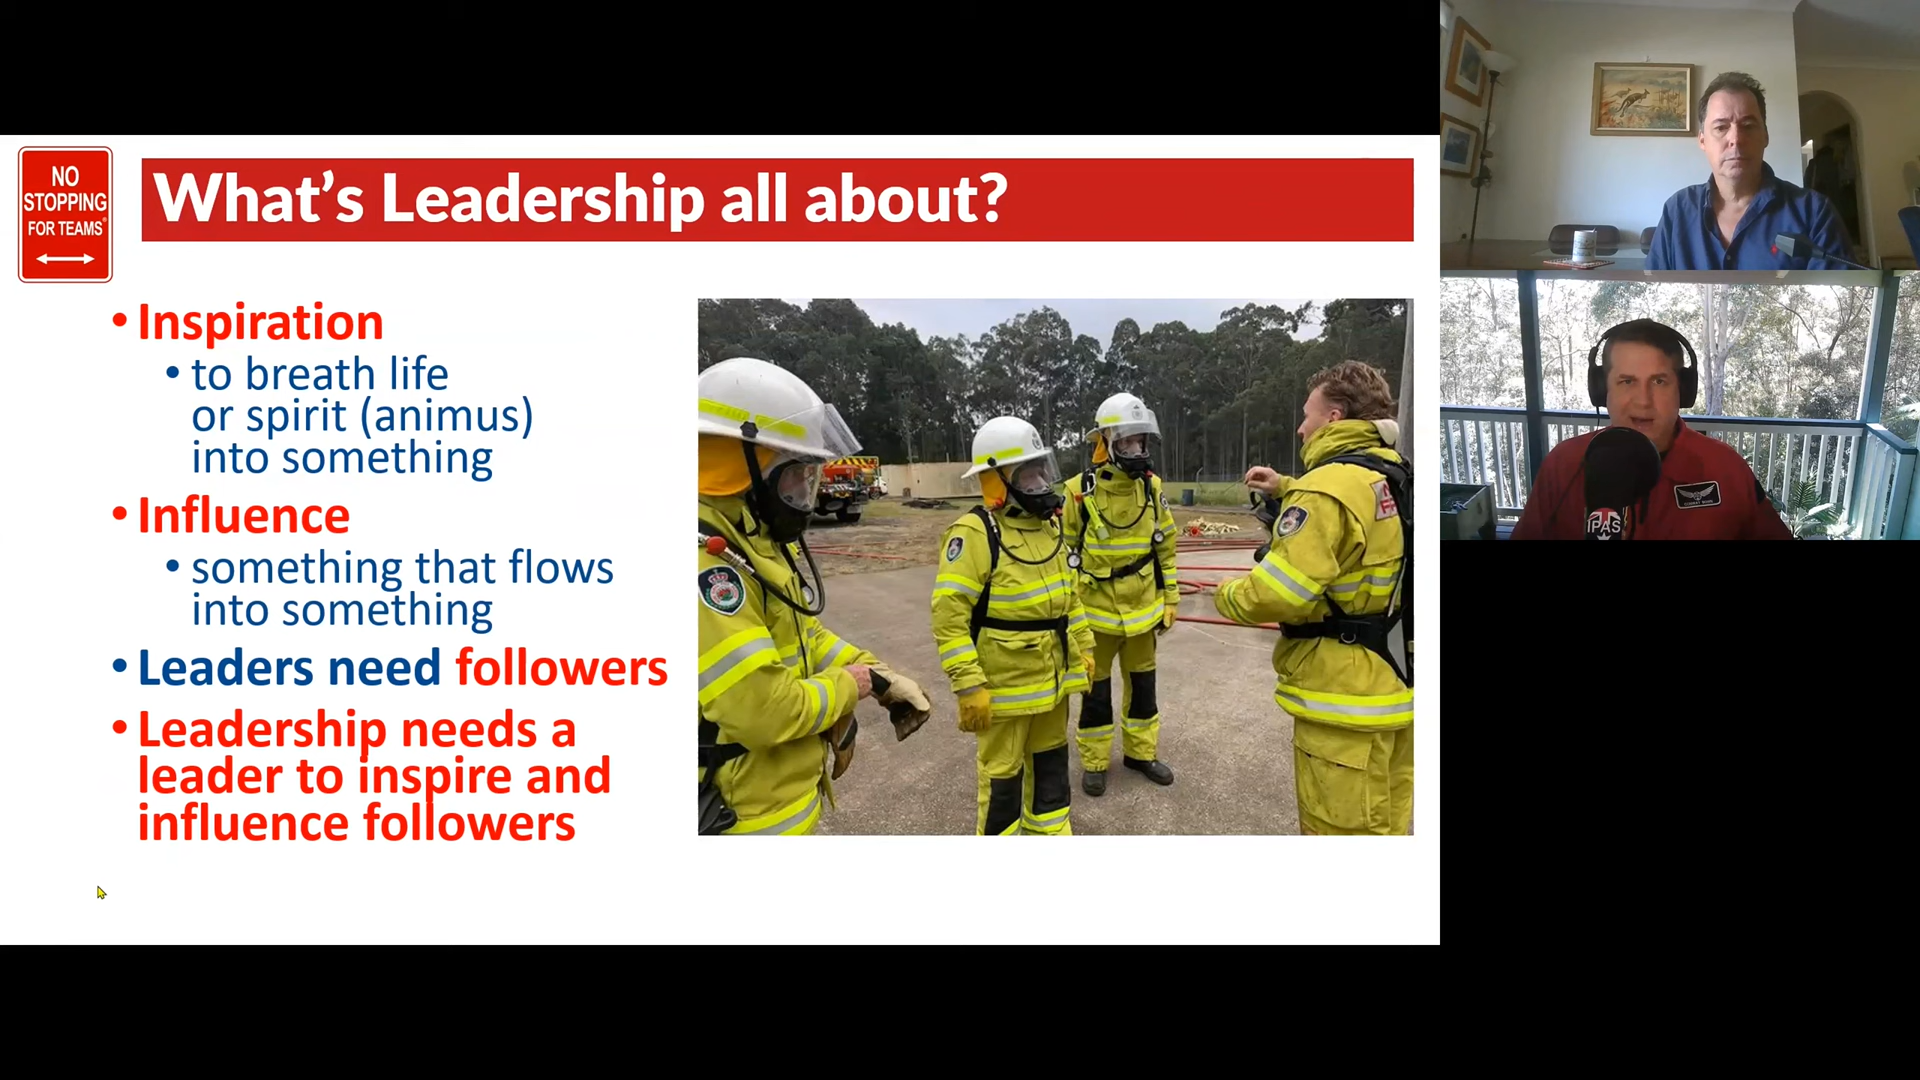 NO
STOPPING
FOR TEAMS®
What's Leadership all about?
• Inspiration
• to breath life
or spirit (animus)
into something
• Influence
• something that flows
into something
• Leaders need followers
• Leadership needs a
leader to inspire and
influence followers
IPAS